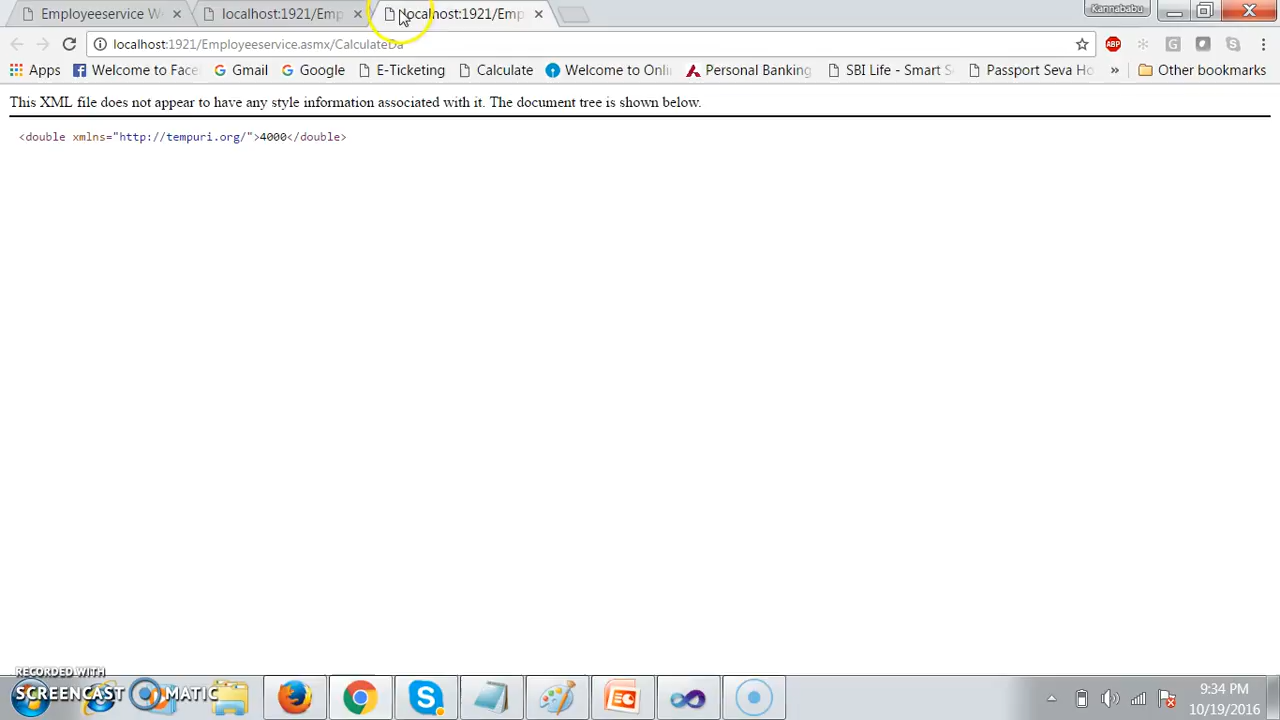 Employeeservice W
localhost:1921/Emp
localhost:1921/Emp
Kannababu
localhost:1921/Employeeservice.asmx/CalculateDa
ABP
G
Apps
Welcome to Face
Gmail
Google
E-Ticketing
Calculate
Welcome to Onli
Personal Banking
SBI Life - Smart S
Passport Seva Ho
»
Other bookmarks
This XML file does not appear to have any style information associated with it. The document tree is shown below.
<double xmlns="http://tempuri.org/">4000</double>
RECORDED WITH
SCREENCAST MATIC
9:34 PM
10/19/2016